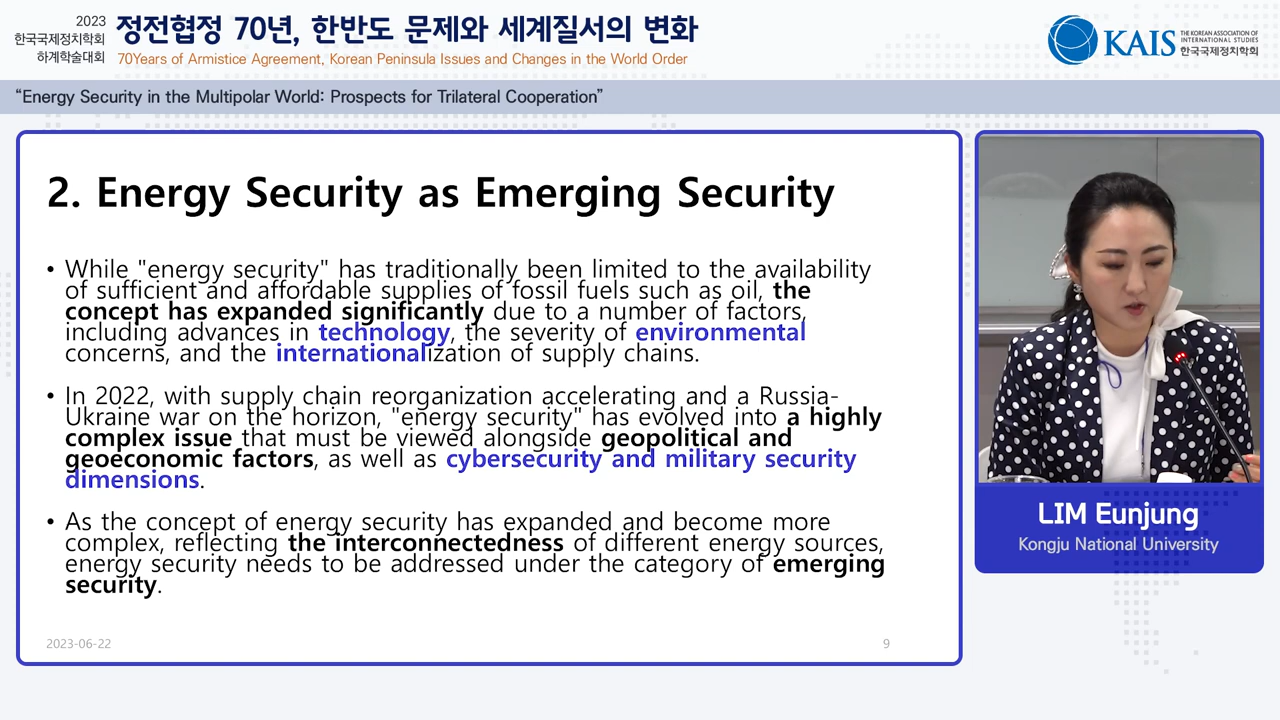 2023
한국국제정치학회
하계학술대회
정전협정 70년, 한반도 문제와 세계질서의 변화
70Years of Armistice Agreement, Korean Peninsula Issues and Changes in the World Order
KAIS
THE KOREAN ASSOCIATION OF
INTERNATIONAL STUDIES
한국국제정치학회
“Energy Security in the Multipolar World: Prospects for Trilateral Cooperation”
2. Energy Security as Emerging Security
• While "energy security" has traditionally been limited to the availability
of sufficient and affordable supplies of fossil fuels such as oil, the
concept has expanded significantly due to a number of factors,
including advances in technology, the severity of environmental
concerns, and the internationalization of supply chains.
• In 2022, with supply chain reorganization accelerating and a Russia-
Ukraine war on the horizon, "energy security" has evolved into a highly
complex issue that must be viewed alongside geopolitical and
geoeconomic factors, as well as cybersecurity and military security
dimensions.
• As the concept of energy security has expanded and become more
complex, reflecting the interconnectedness of different energy sources,
energy security needs to be addressed under the category of emerging
security.
2023-06-22
9
LIM Eunjung
Kongju National University